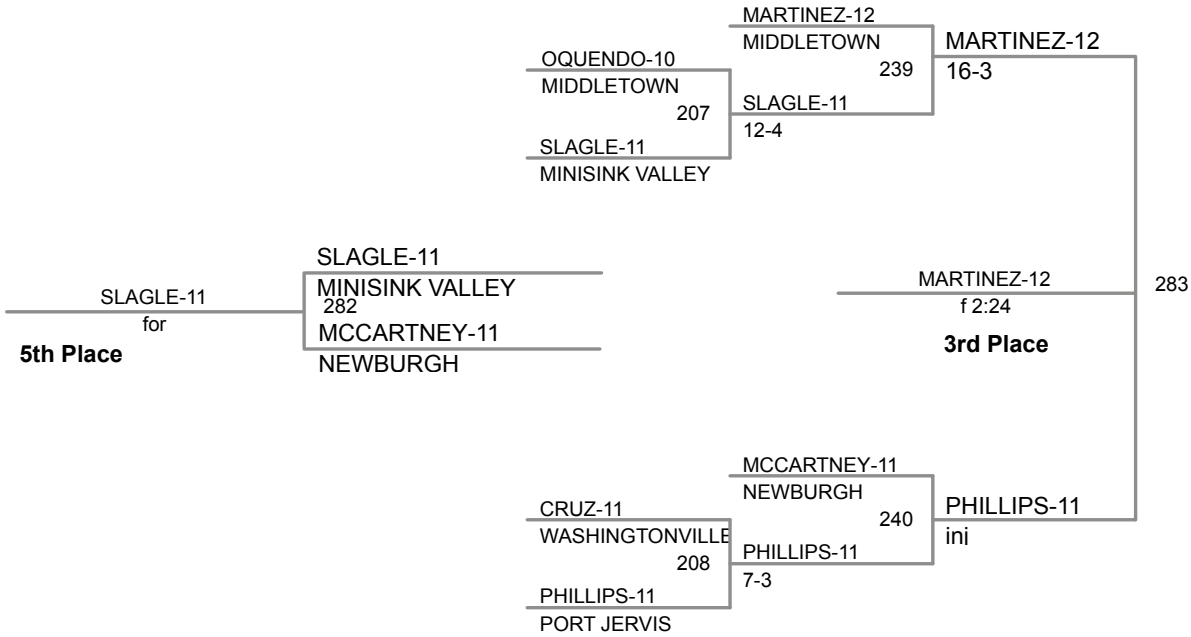 MARTINEZ-12
MIDDLETOWN
239
MARTINEZ-12
16-3
OQUENDO-10
MIDDLETOWN
207
SLAGLE-11
12-4
SLAGLE-11
MINISINK VALLEY
SLAGLE-11
MINISINK VALLEY
282
MCCARTNEY-11
NEWBURGH
SLAGLE-11
for
5th Place
MARTINEZ-12
f 2:24
3rd Place
283
MCCARTNEY-11
NEWBURGH
240
PHILLIPS-11
inj
CRUZ-11
WASHINGTONVILLE
208
PHILLIPS-11
7-3
PHILLIPS-11
PORT JERVIS